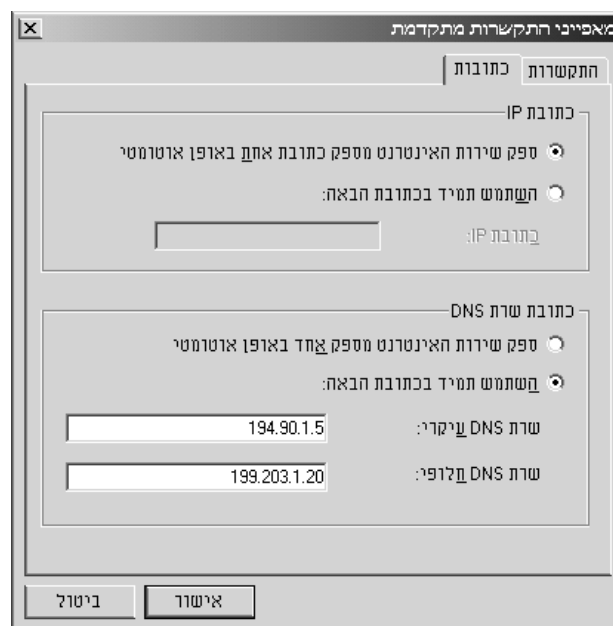 מאפייני התקשרות מתקדמת
התקשרות
כתובות
כתובת IP
ספק שירות האינטרנט מספק כתובת אחת באופן אוטומטי
השתמש תמיד בכתובת הבאה:
כתובת IP:
כתובת שרת DNS
ספק שירות האינטרנט מספק אחד באופן אוטומטי
השתמש תמיד בכתובת הבאה:
שרת DNS עיקרי: 194.90.1.5
שרת DNS חלופי: 199.203.1.20
אישור
ביטול